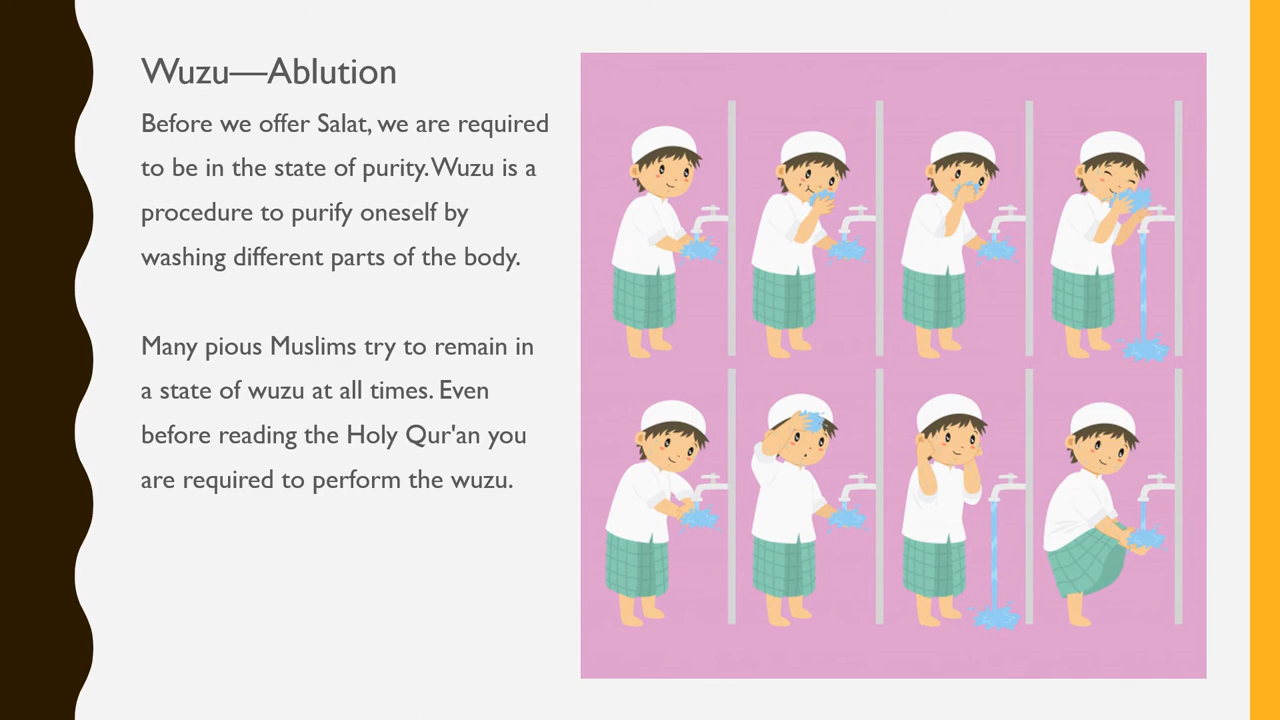 Wuzu—Ablution
Before we offer Salat, we are required
to be in the state of purity. Wuzu is a
procedure to purify oneself by
washing different parts of the body.
Many pious Muslims try to remain in
a state of wuzu at all times. Even
before reading the Holy Qur'an you
are required to perform the wuzu.